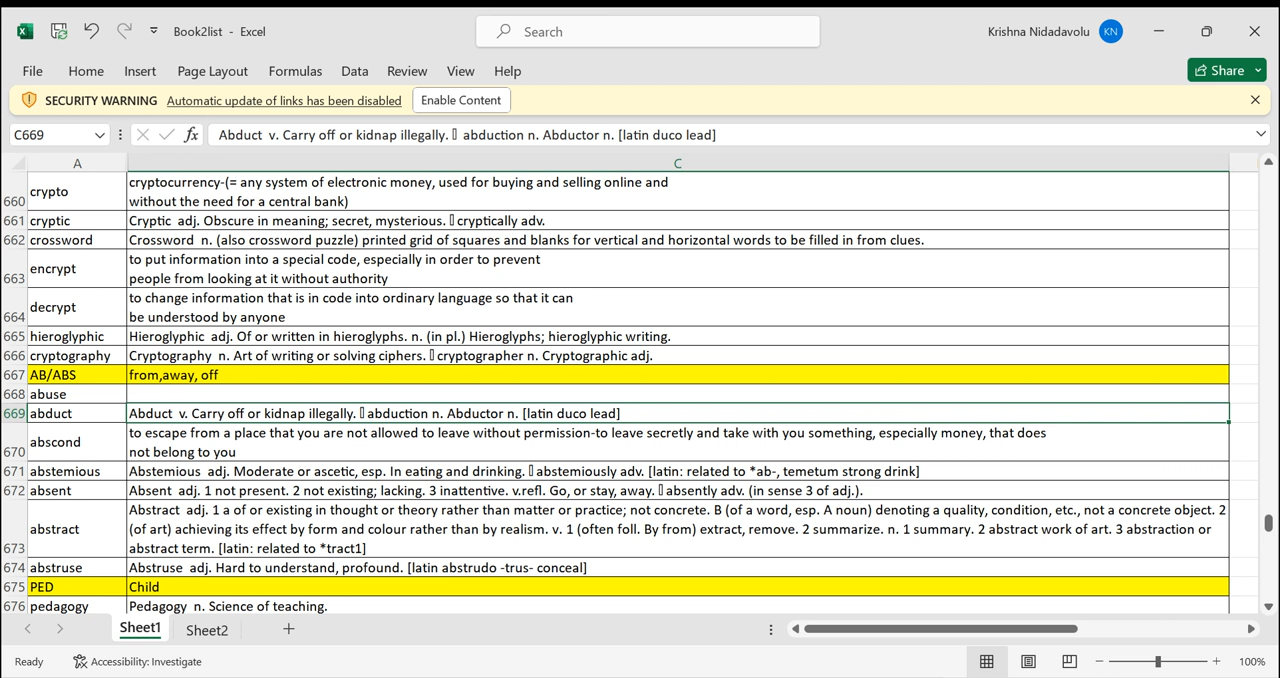 Book2list - Excel
Search
Krishna Nidadavolu KN
File Home Insert Page Layout Formulas Data Review View Help
Share
SECURITY WARNING Automatic update of links has been disabled Enable Content
C669 fx Abduct v. Carry off or kidnap illegally. ▯ abduction n. Abductor n. [latin duco lead]
A C
660 crypto cryptocurrency-(= any system of electronic money, used for buying and selling online and
without the need for a central bank)
661 cryptic Cryptic adj. Obscure in meaning; secret, mysterious. ▯ cryptically adv.
662 crossword Crossword n. (also crossword puzzle) printed grid of squares and blanks for vertical and horizontal words to be filled in from clues.
663 encrypt to put information into a special code, especially in order to prevent
people from looking at it without authority
664 decrypt to change information that is in code into ordinary language so that it can
be understood by anyone
665 hieroglyphic Hieroglyphic adj. Of or written in hieroglyphs. n. (in pl.) Hieroglyphs; hieroglyphic writing.
666 cryptography Cryptography n. Art of writing or solving ciphers. ▯ cryptographer n. Cryptographic adj.
667 AB/ABS from,away, off
668 abuse
669 abduct Abduct v. Carry off or kidnap illegally. ▯ abduction n. Abductor n. [latin duco lead]
670 abscond to escape from a place that you are not allowed to leave without permission-to leave secretly and take with you something, especially money, that does
not belong to you
671 abstemious Abstemious adj. Moderate or ascetic, esp. In eating and drinking. ▯ abstemiously adv. [latin: related to *ab-, temetum strong drink]
672 absent Absent adj. 1 not present. 2 not existing; lacking. 3 inattentive. v.refl. Go, or stay, away. ▯ absently adv. (in sense 3 of adj.).
673 abstract Abstract adj. 1 a of or existing in thought or theory rather than matter or practice; not concrete. B (of a word, esp. A noun) denoting a quality, condition, etc., not a concrete object. 2
(of art) achieving its effect by form and colour rather than by realism. v. 1 (often foll. By from) extract, remove. 2 summarize. n. 1 summary. 2 abstract work of art. 3 abstraction or
abstract term. [latin: related to *tract1]
674 abstruse Abstruse adj. Hard to understand, profound. [latin abstrudo -trus- conceal]
675 PED Child
676 pedagogy Pedagogy n. Science of teaching.
Sheet1 Sheet2
Ready Accessibility: Investigate 100%